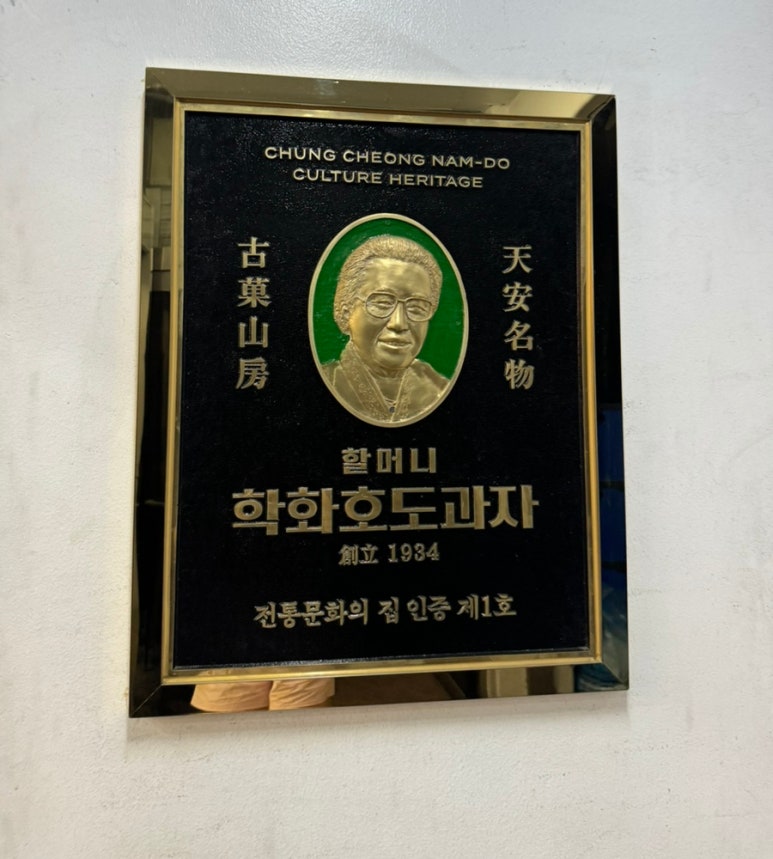 CHUNG CHEONG NAM-DO
CULTURE HERITAGE
天安名物
古菓山房
할머니
학화호도과자
創立 1934
전통문화의 집 인증 제1호